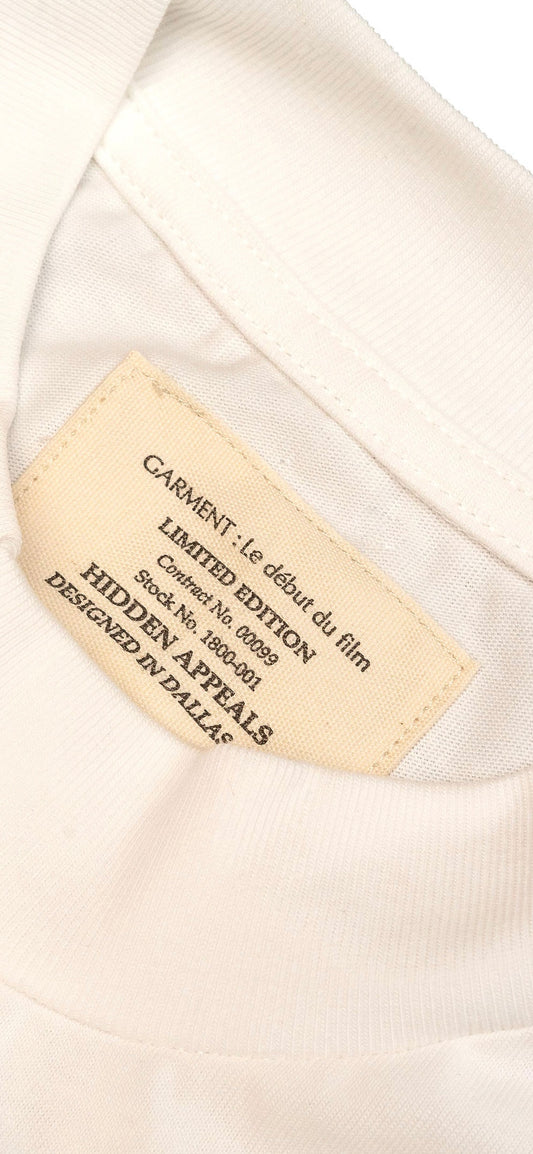 GARMENT : Le début du film
LIMITED EDITION
Contract No. 00099
Stock No. 1800-001
HIDDEN APPEALS
DESIGNED IN DALLAS